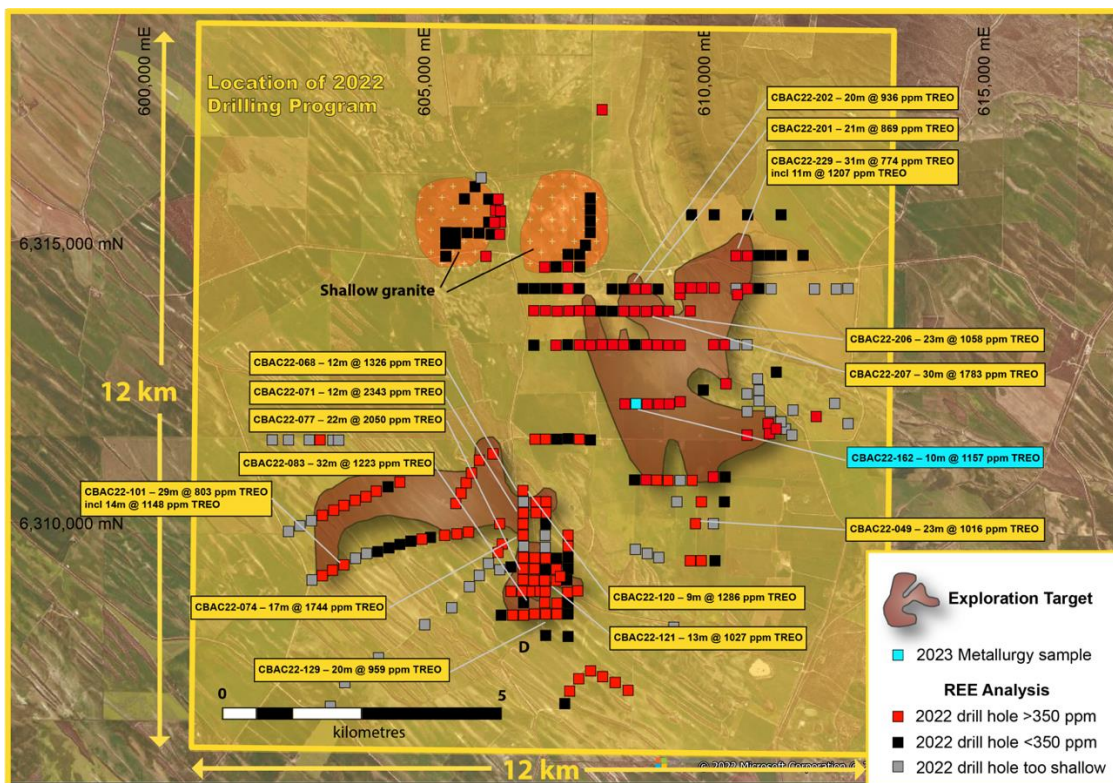 600,000 mE
605,000 mE
610,000 mE
615,000 mE
Location of 2022
Drilling Program
CBAC22-202 – 20m @ 936 ppm TREO
CBAC22-201 – 21m @ 869 ppm TREO
CBAC22-229 – 31m @ 774 ppm TREO
incl 11m @ 1207 ppm TREO
6,315,000 mN
Shallow granite
CBAC22-206 – 23m @ 1058 ppm TREO
CBAC22-207 – 30m @ 1783 ppm TREO
CBAC22-068 – 12m @ 1326 ppm TREO
CBAC22-071 – 12m @ 2343 ppm TREO
CBAC22-077 – 22m @ 2050 ppm TREO
12 km
CBAC22-083 – 32m @ 1223 ppm TREO
CBAC22-162 – 10m @ 1157 ppm TREO
CBAC22-101 – 29m @ 803 ppm TREO
incl 14m @ 1148 ppm TREO
6,310,000 mN
CBAC22-049 – 23m @ 1016 ppm TREO
CBAC22-074 – 17m @ 1744 ppm TREO
CBAC22-120 – 9m @ 1286 ppm TREO
CBAC22-121 – 13m @ 1027 ppm TREO
D
CBAC22-129 – 20m @ 959 ppm TREO
0
5
kilometres
12 km
© 2022 Microsoft Corporation
Exploration Target
2023 Metallurgy sample
REE Analysis
2022 drill hole >350 ppm
2022 drill hole <350 ppm
2022 drill hole too shallow